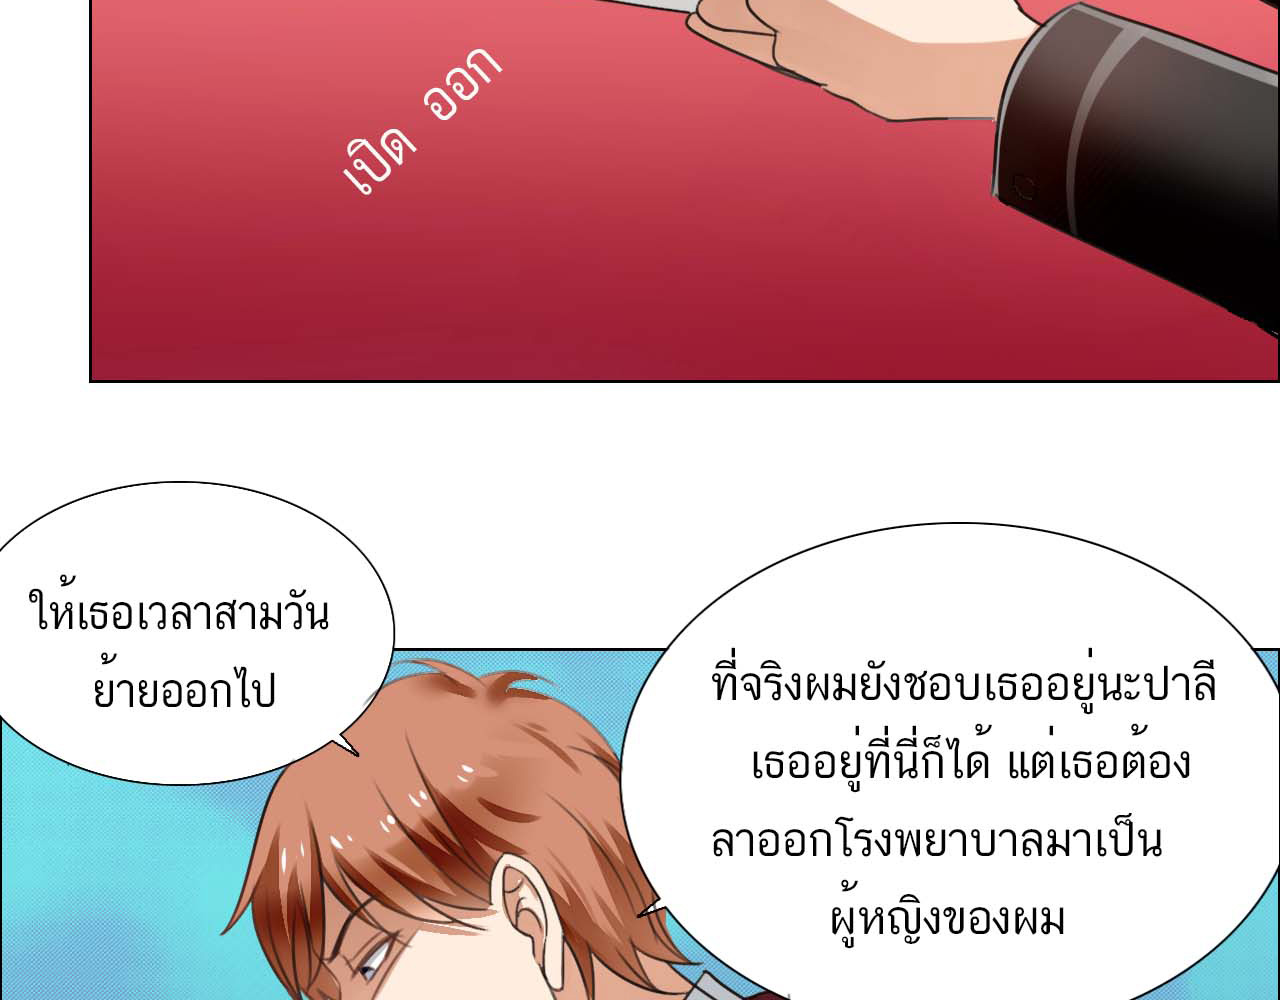 เปิด ออก
ให้เธอเวลาสามวัน
ย้ายออกไป
ที่จริงผมยังชอบเธออยู่นะปาลี
เธออยู่ที่นี่ก็ได้ แต่เธอต้อง
ลาออกโรงพยาบาลมาเป็น
ผู้หญิงของผม